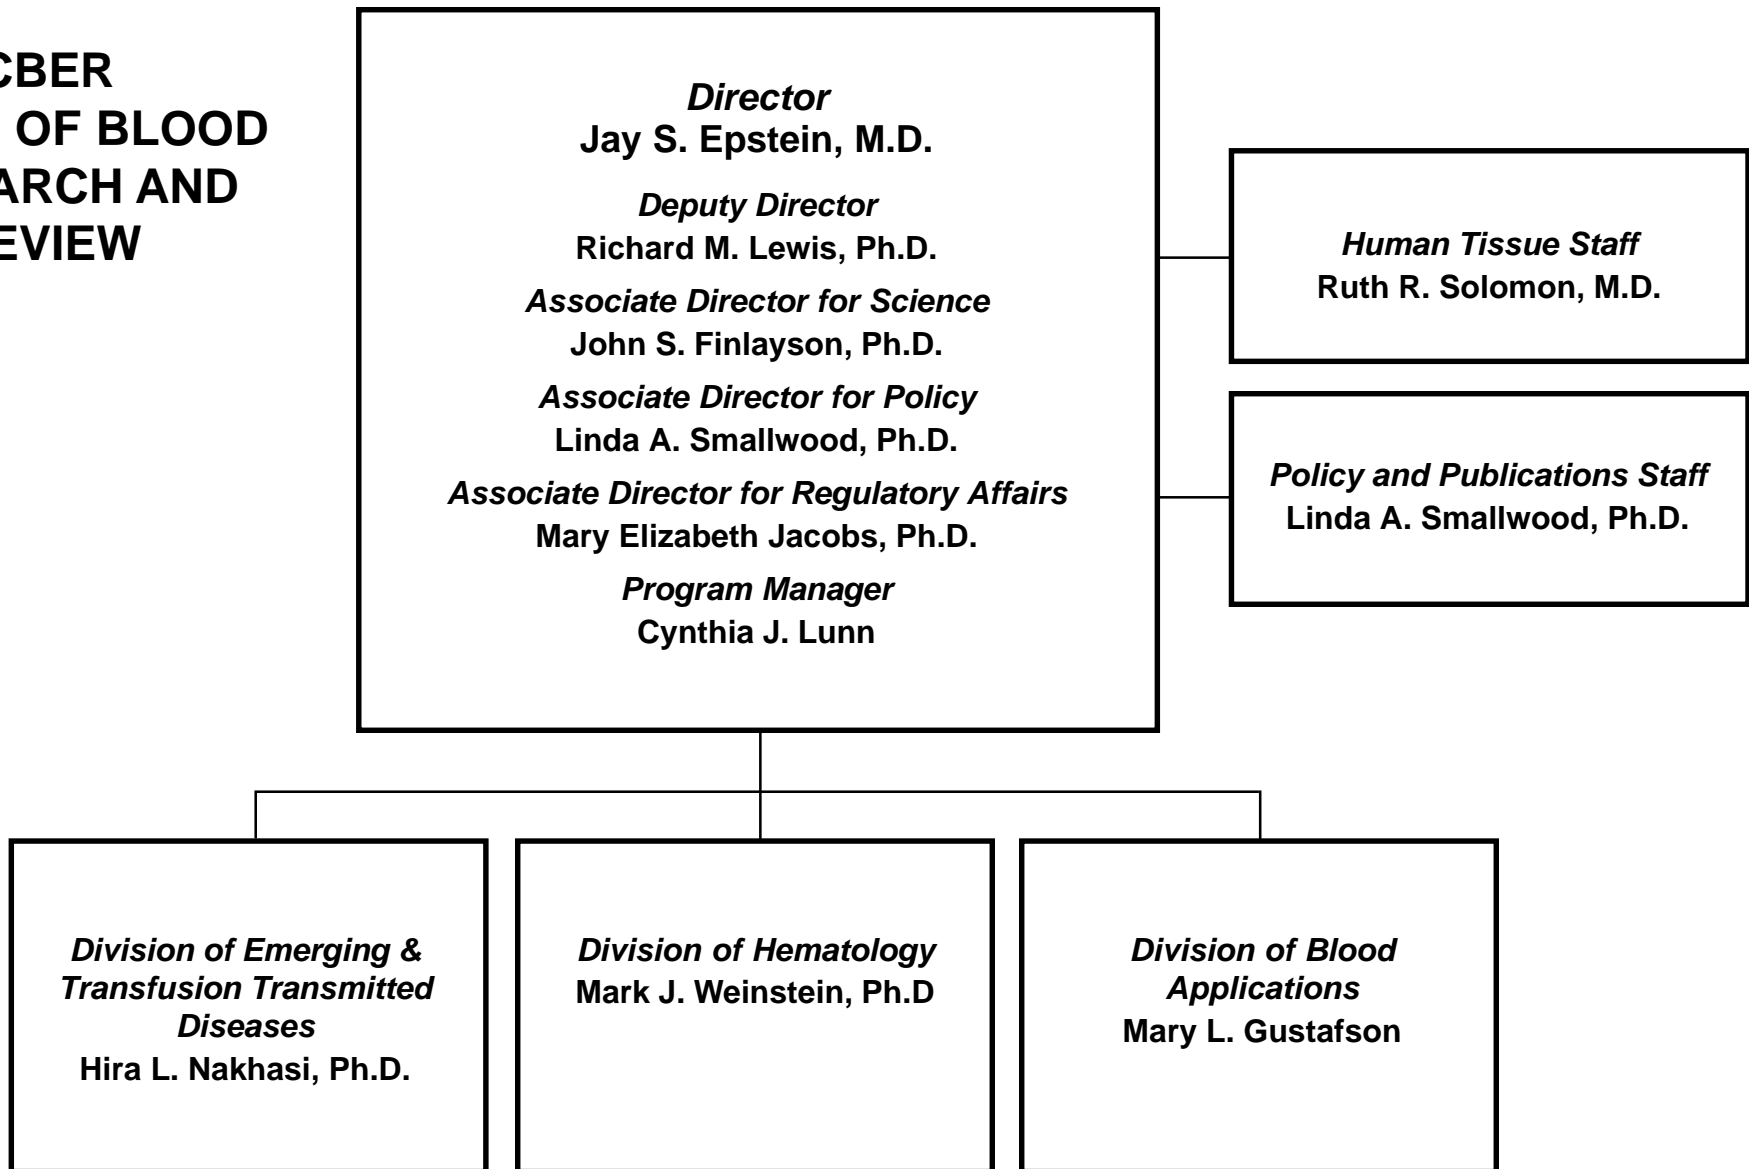 CBER
OF BLOOD
ARCH AND
EVIEW
Director
Jay S. Epstein, M.D.
Deputy Director
Richard M. Lewis, Ph.D.
Associate Director for Science
John S. Finlayson, Ph.D.
Associate Director for Policy
Linda A. Smallwood, Ph.D.
Associate Director for Regulatory Affairs
Mary Elizabeth Jacobs, Ph.D.
Program Manager
Cynthia J. Lunn
Human Tissue Staff
Ruth R. Solomon, M.D.
Policy and Publications Staff
Linda A. Smallwood, Ph.D.
Division of Emerging &
Transfusion Transmitted
Diseases
Hira L. Nakhasi, Ph.D.
Division of Hematology
Mark J. Weinstein, Ph.D
Division of Blood
Applications
Mary L. Gustafson